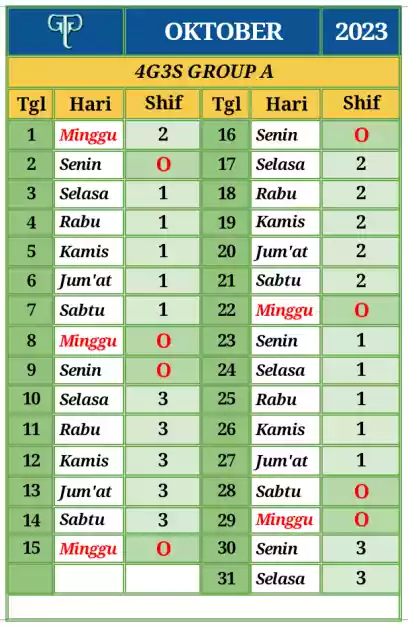 OKTOBER 2023
4G3S GROUP A
Tgl Hari Shif Tgl Hari Shif
1 Minggu 2 16 Senin O
2 Senin O 17 Selasa 2
3 Selasa 1 18 Rabu 2
4 Rabu 1 19 Kamis 2
5 Kamis 1 20 Jum'at 2
6 Jum'at 1 21 Sabtu 2
7 Sabtu 1 22 Minggu O
8 Minggu O 23 Senin 1
9 Senin O 24 Selasa 1
10 Selasa 3 25 Rabu 1
11 Rabu 3 26 Kamis 1
12 Kamis 3 27 Jum'at 1
13 Jum'at 3 28 Sabtu O
14 Sabtu 3 29 Minggu O
15 Minggu O 30 Senin 3
31 Selasa 3